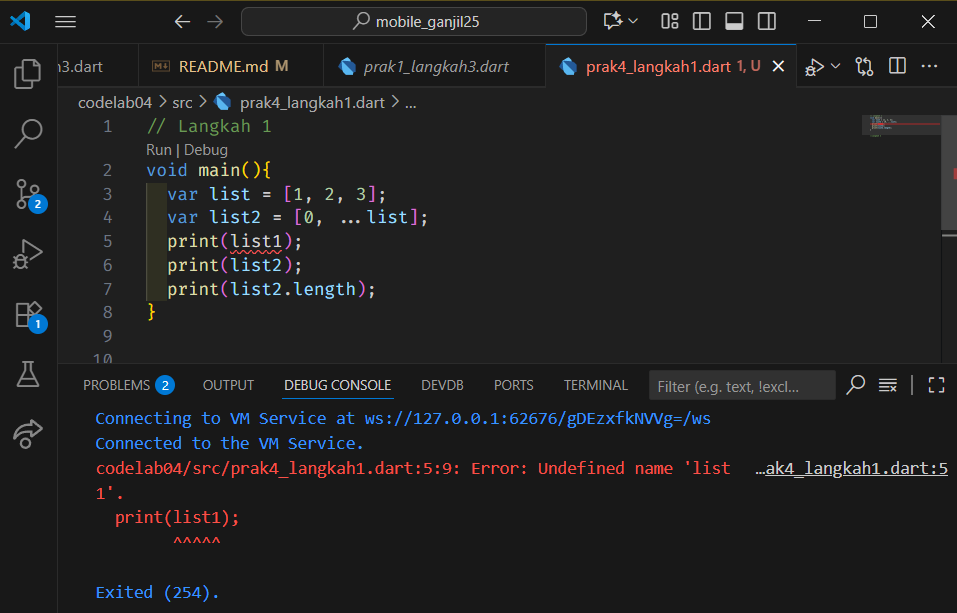 mobile_ganjil25
n3.dart
README.md M
prak1_langkah3.dart
prak4_langkah1.dart 1, U
codelab04 > src > prak4_langkah1.dart > ...
1 // Langkah 1
Run | Debug
2 void main(){
3 var list = [1, 2, 3];
4 var list2 = [0, ...list];
5 print(list1);
6 print(list2);
7 print(list2.length);
8 }
9
10
2
1
PROBLEMS 2 OUTPUT DEBUG CONSOLE DEVDB PORTS TERMINAL Filter (e.g. text, !excl...
Connecting to VM Service at ws://127.0.0.1:62676/gDEzxfkNVVg=/ws
Connected to the VM Service.
codelab04/src/prak4_langkah1.dart:5:9: Error: Undefined name 'list …ak4_langkah1.dart:5
1'.
print(list1);
^^^^^
Exited (254).